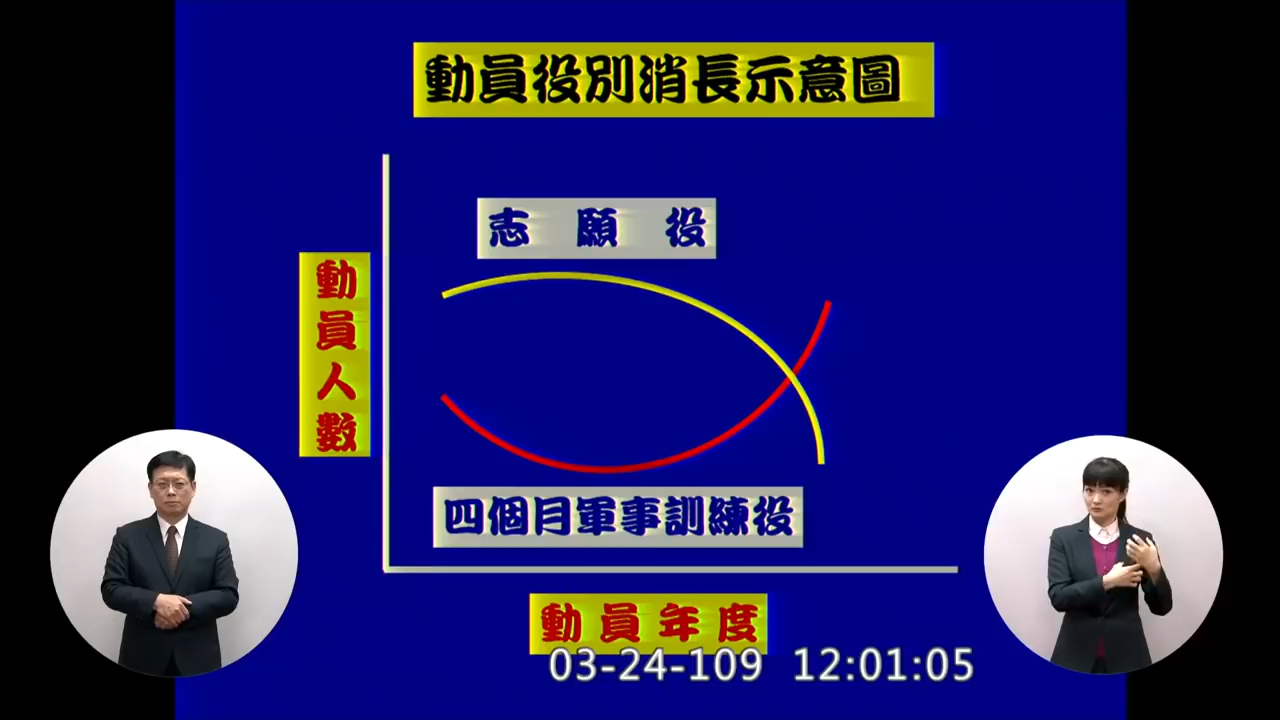 動員役別消長示意圖
志 願 役
動員人數
四個月軍事訓練役
動員年度
03-24-109 12:01:05